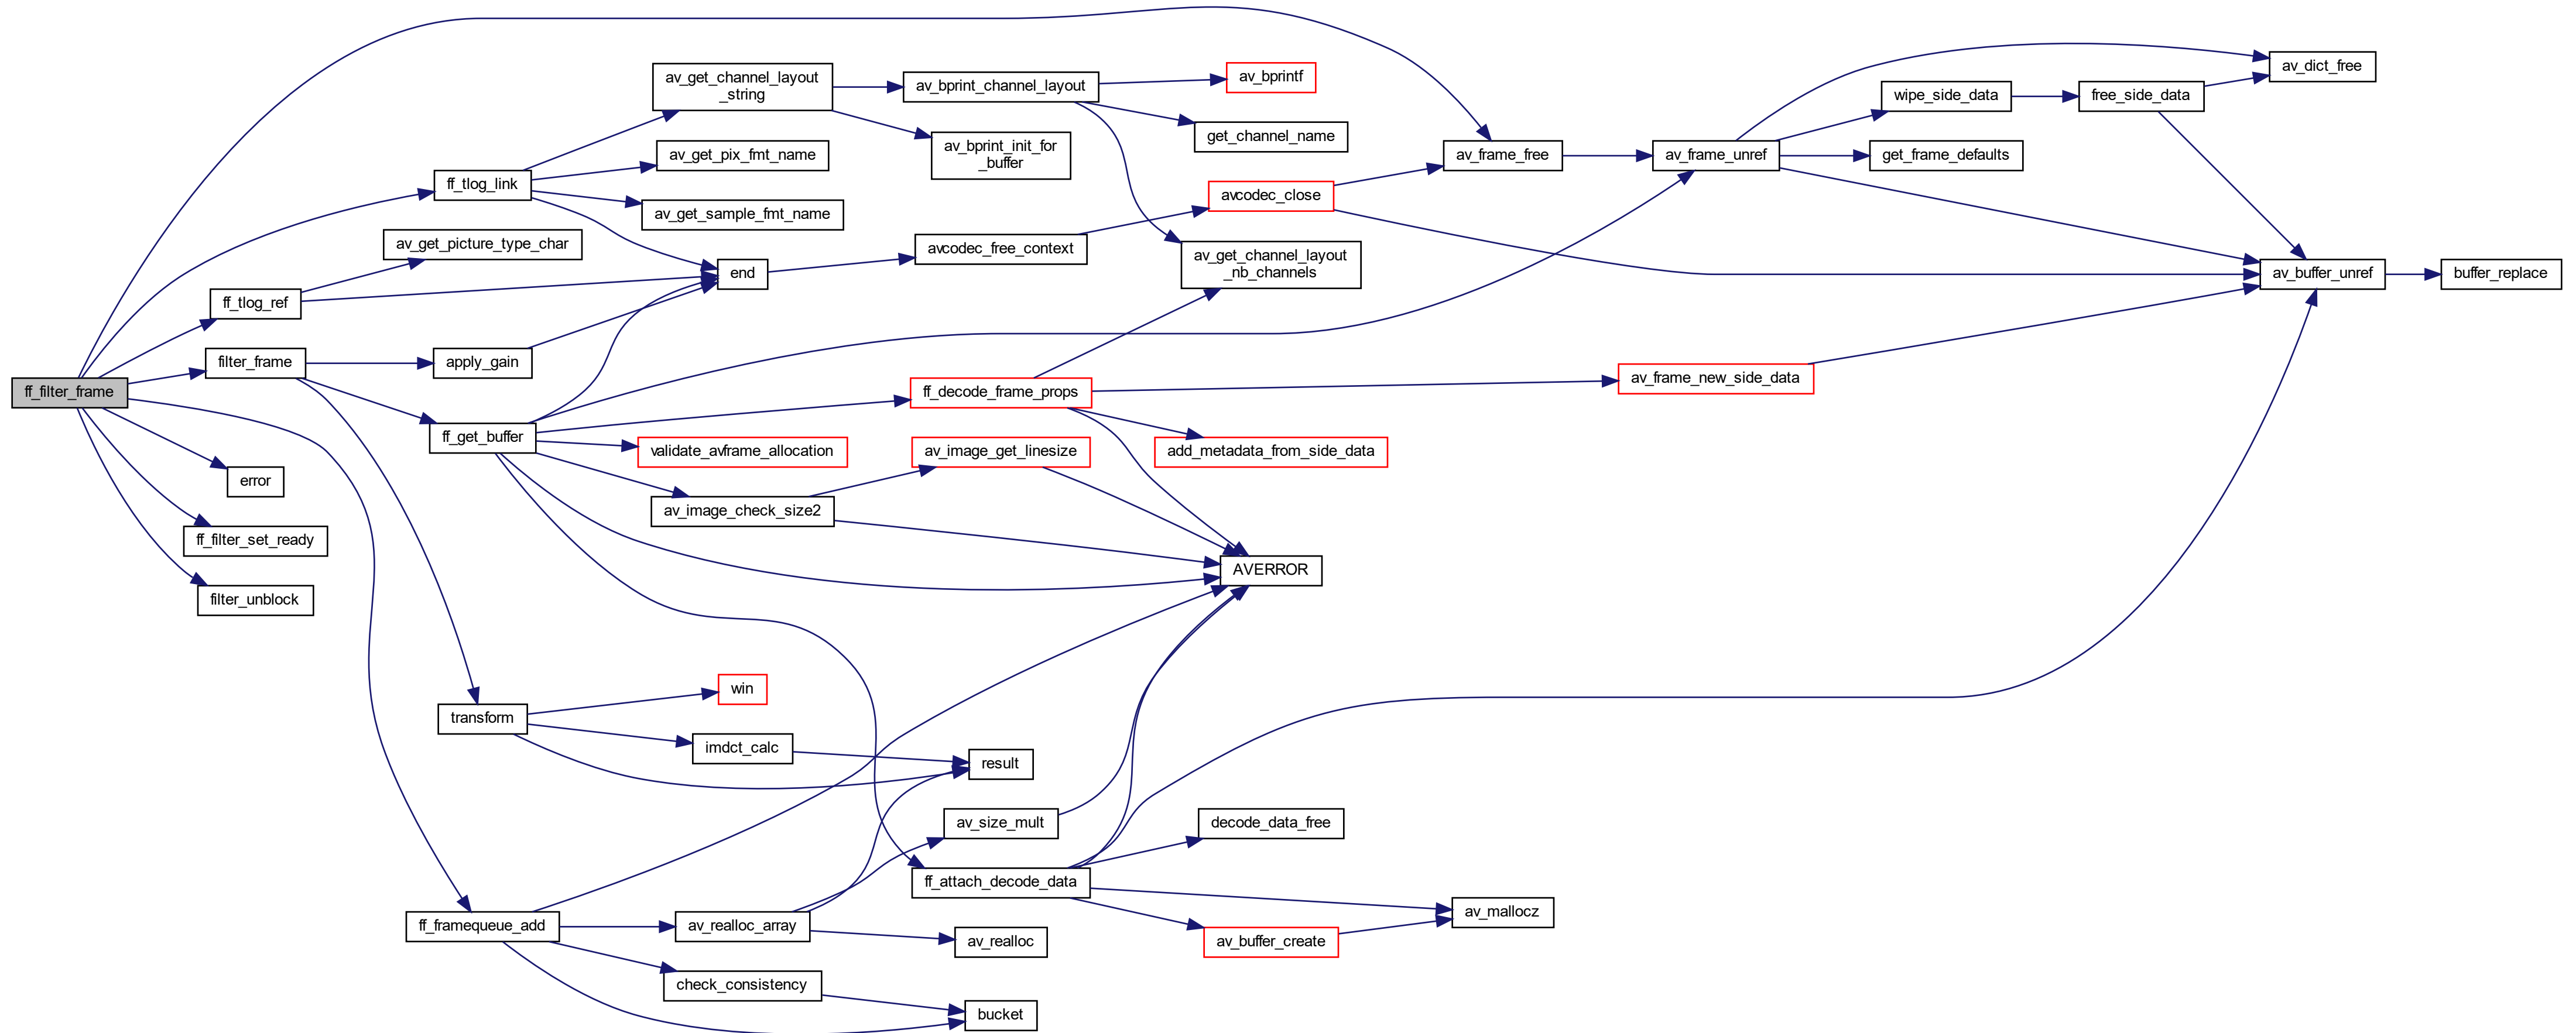 ff_filter_frame
ff_tlog_link
ff_tlog_ref
filter_frame
error
ff_filter_set_ready
filter_unblock
av_get_picture_type_char
apply_gain
ff_get_buffer
transform
ff_framequeue_add
av_get_channel_layout
_string
av_get_pix_fmt_name
av_get_sample_fmt_name
end
validate_avframe_allocation
av_image_check_size2
win
imdct_calc
av_realloc_array
check_consistency
av_bprint_channel_layout
av_bprint_init_for
_buffer
avcodec_free_context
ff_decode_frame_props
av_image_get_linesize
result
av_size_mult
ff_attach_decode_data
av_realloc
bucket
av_bprintf
get_channel_name
avcodec_close
av_get_channel_layout
_nb_channels
add_metadata_from_side_data
AVERROR
decode_data_free
av_buffer_create
av_frame_free
av_mallocz
av_frame_unref
av_frame_new_side_data
wipe_side_data
get_frame_defaults
free_side_data
av_dict_free
av_buffer_unref
buffer_replace